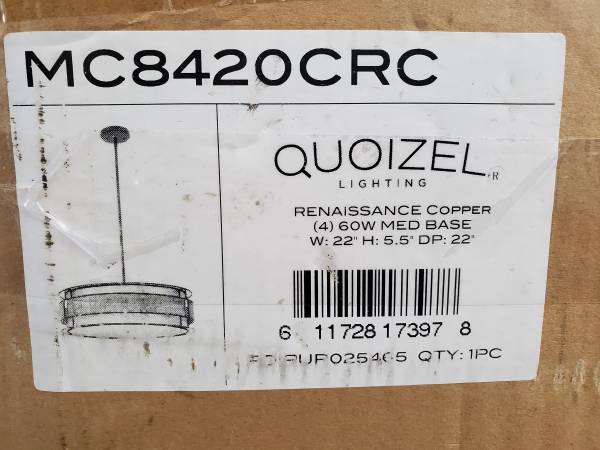 MC8420CRC
QUOIZEL®
LIGHTING
RENAISSANCE COPPER
(4) 60W MED BASE
W: 22" H: 5.5" DP: 22"
6 11728 17397 8
QTY: 1PC